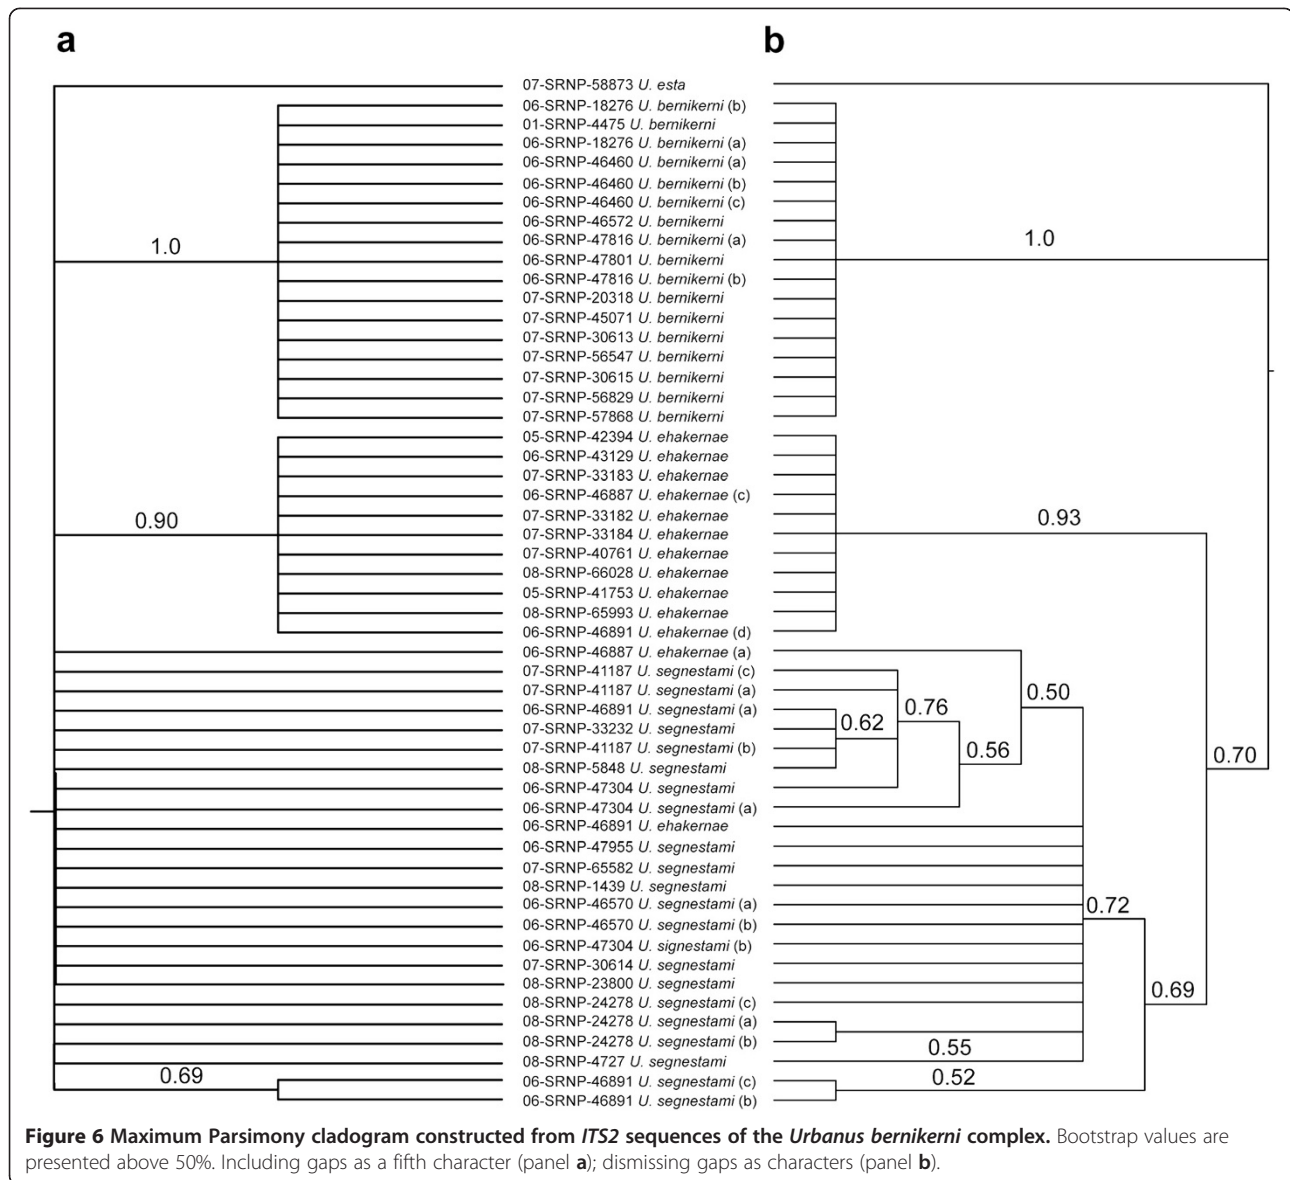 a b
07-SRNP-58873 U. esta
06-SRNP-18276 U. bernikerni (b)
01-SRNP-4475 U. bernikerni
06-SRNP-18276 U. bernikerni (a)
06-SRNP-46460 U. bernikerni (a)
06-SRNP-46460 U. bernikerni (b)
06-SRNP-46460 U. bernikerni (c)
06-SRNP-46572 U. bernikerni
1.0 06-SRNP-47816 U. bernikerni (a) 1.0
06-SRNP-47801 U. bernikerni
06-SRNP-47816 U. bernikerni (b)
07-SRNP-20318 U. bernikerni
07-SRNP-45071 U. bernikerni
07-SRNP-30613 U. bernikerni
07-SRNP-56547 U. bernikerni
07-SRNP-30615 U. bernikerni
07-SRNP-56829 U. bernikerni
07-SRNP-57868 U. bernikerni
05-SRNP-42394 U. ehakernae
06-SRNP-43129 U. ehakernae
07-SRNP-33183 U. ehakernae
06-SRNP-46887 U. ehakernae (c)
0.90 07-SRNP-33182 U. ehakernae 0.93
07-SRNP-33184 U. ehakernae
07-SRNP-40761 U. ehakernae
08-SRNP-66028 U. ehakernae
05-SRNP-41753 U. ehakernae
08-SRNP-65993 U. ehakernae
06-SRNP-46891 U. ehakernae (d)
06-SRNP-46887 U. ehakernae (a)
07-SRNP-41187 U. segnestami (c)
07-SRNP-41187 U. segnestami (a) 0.50
06-SRNP-46891 U. segnestami (a) 0.76
07-SRNP-33232 U. segnestami 0.62
07-SRNP-41187 U. segnestami (b) 0.56 0.70
08-SRNP-5848 U. segnestami
06-SRNP-47304 U. segnestami
06-SRNP-47304 U. segnestami (a)
06-SRNP-46891 U. ehakernae
06-SRNP-47955 U. segnestami
07-SRNP-65582 U. segnestami
08-SRNP-1439 U. segnestami
06-SRNP-46570 U. segnestami (a) 0.72
06-SRNP-46570 U. segnestami (b)
06-SRNP-47304 U. signestami (b)
07-SRNP-30614 U. segnestami
08-SRNP-23800 U. segnestami 0.69
08-SRNP-24278 U. segnestami (c)
08-SRNP-24278 U. segnestami (a)
08-SRNP-24278 U. segnestami (b) 0.55
08-SRNP-4727 U. segnestami
0.69 06-SRNP-46891 U. segnestami (c) 0.52
06-SRNP-46891 U. segnestami (b)
Figure 6 Maximum Parsimony cladogram constructed from ITS2 sequences of the Urbanus bernikerni complex. Bootstrap values are
presented above 50%. Including gaps as a fifth character (panel a); dismissing gaps as characters (panel b).